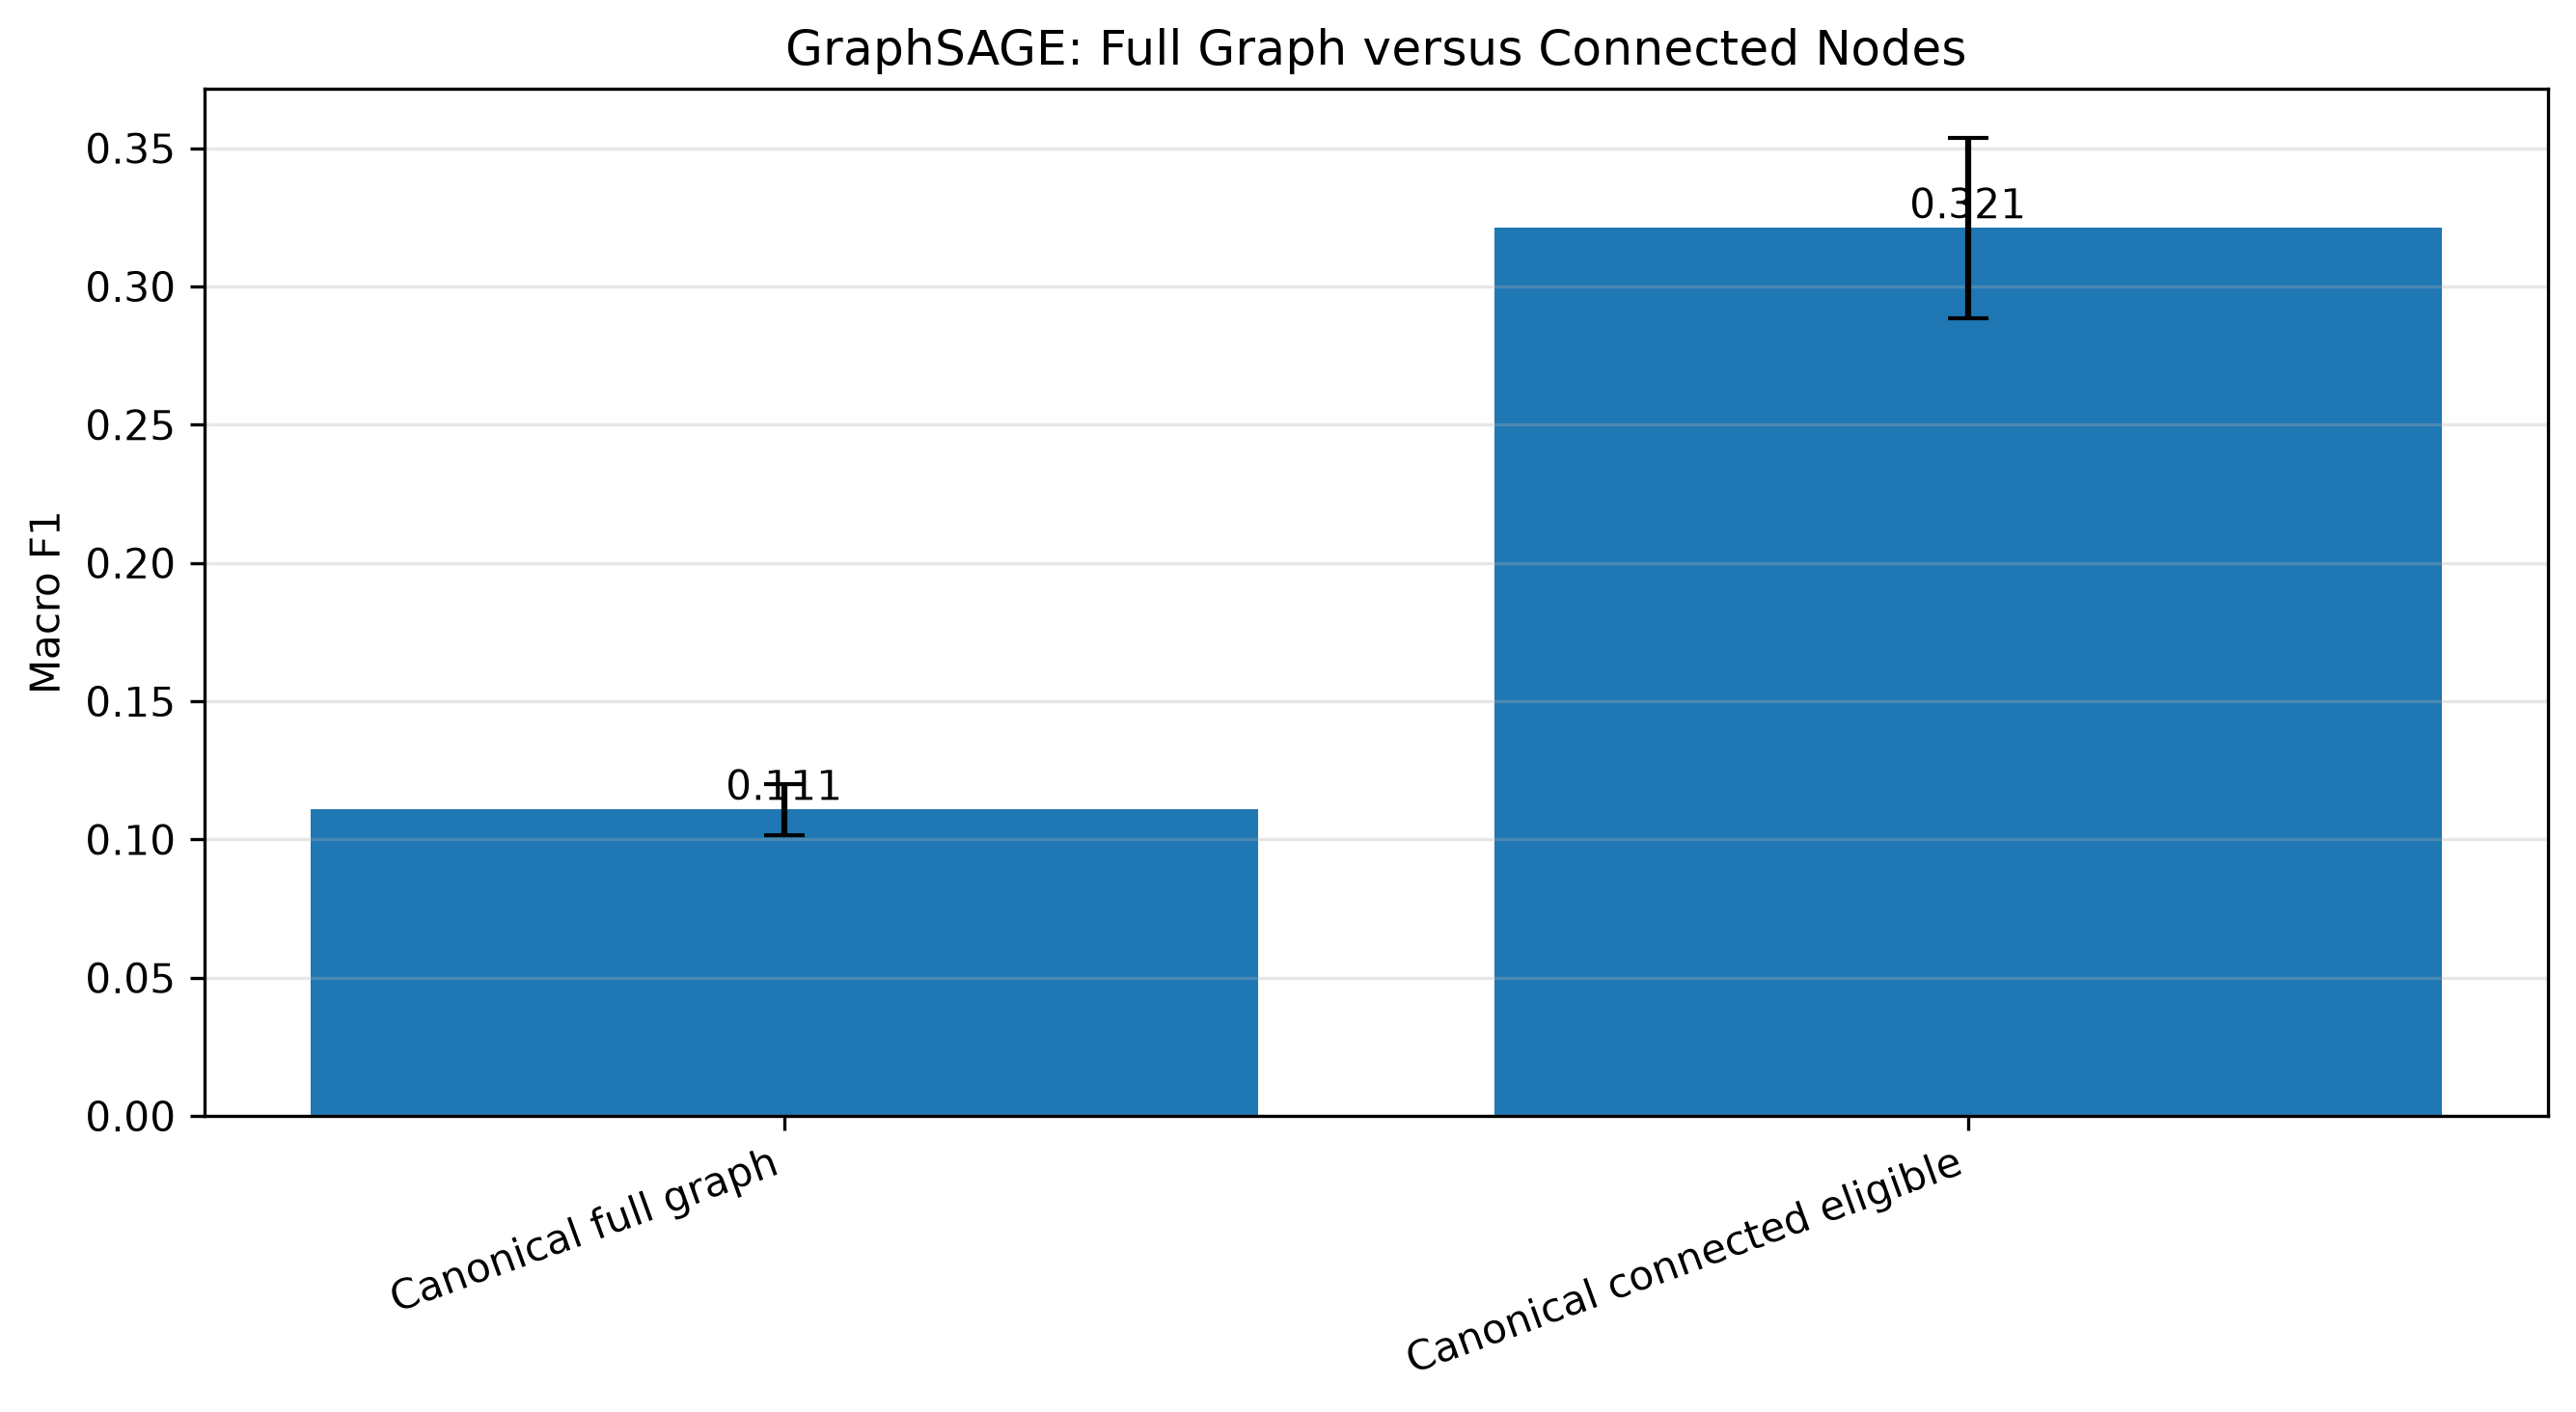 GraphSAGE: Full Graph versus Connected Nodes
Macro F1
0.35
0.30
0.25
0.20
0.15
0.10
0.05
0.00
0.111
0.321
Canonical full graph
Canonical connected eligible